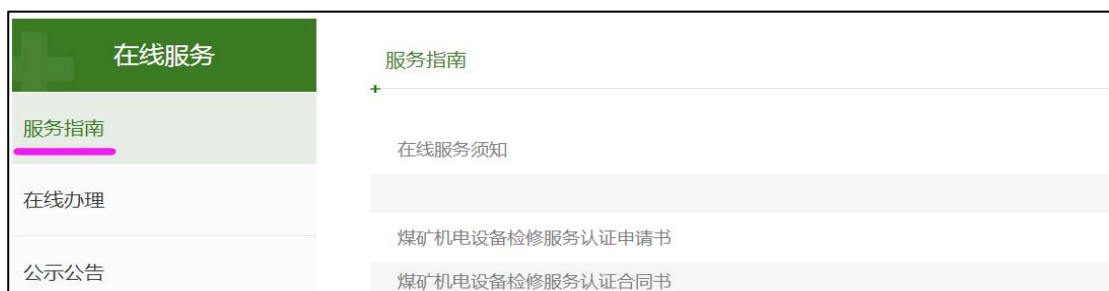 在线服务
服务指南
在线办理
公示公告
服务指南
在线服务须知
煤矿机电设备检修服务认证申请书
煤矿机电设备检修服务认证合同书